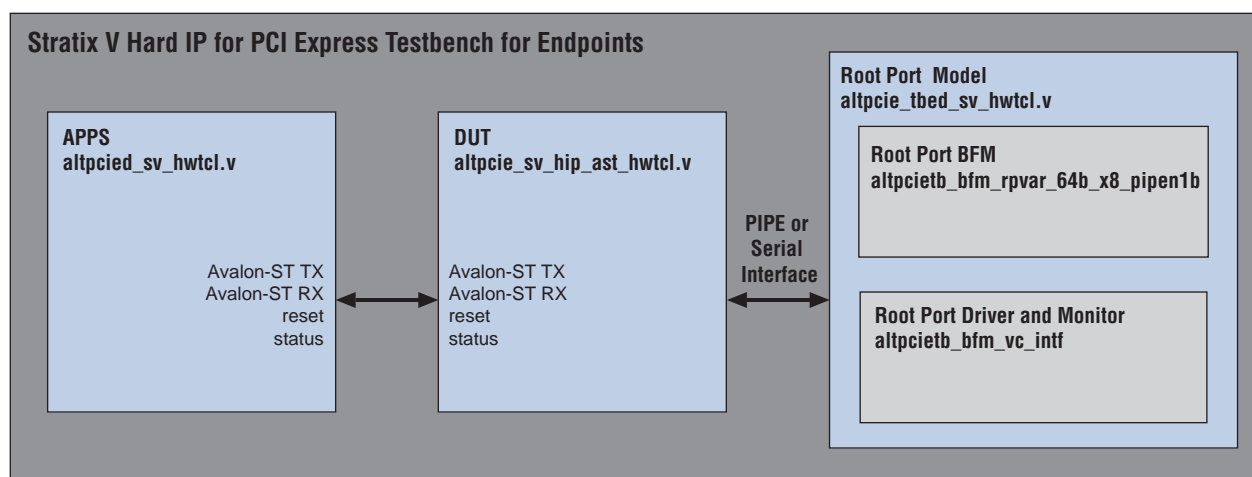 Stratix V Hard IP for PCI Express Testbench for Endpoints
APPS
altpcied_sv_hwtcl.v
Avalon-ST TX
Avalon-ST RX
reset
status
DUT
altpcie_sv_hip_ast_hwtcl.v
Avalon-ST TX
Avalon-ST RX
reset
status
PIPE or
Serial
Interface
Root Port Model
altpcie_tbed_sv_hwtcl.v
Root Port BFM
altpcietb_bfm_rpvar_64b_x8_pipen1b
Root Port Driver and Monitor
altpcietb_bfm_vc_intf